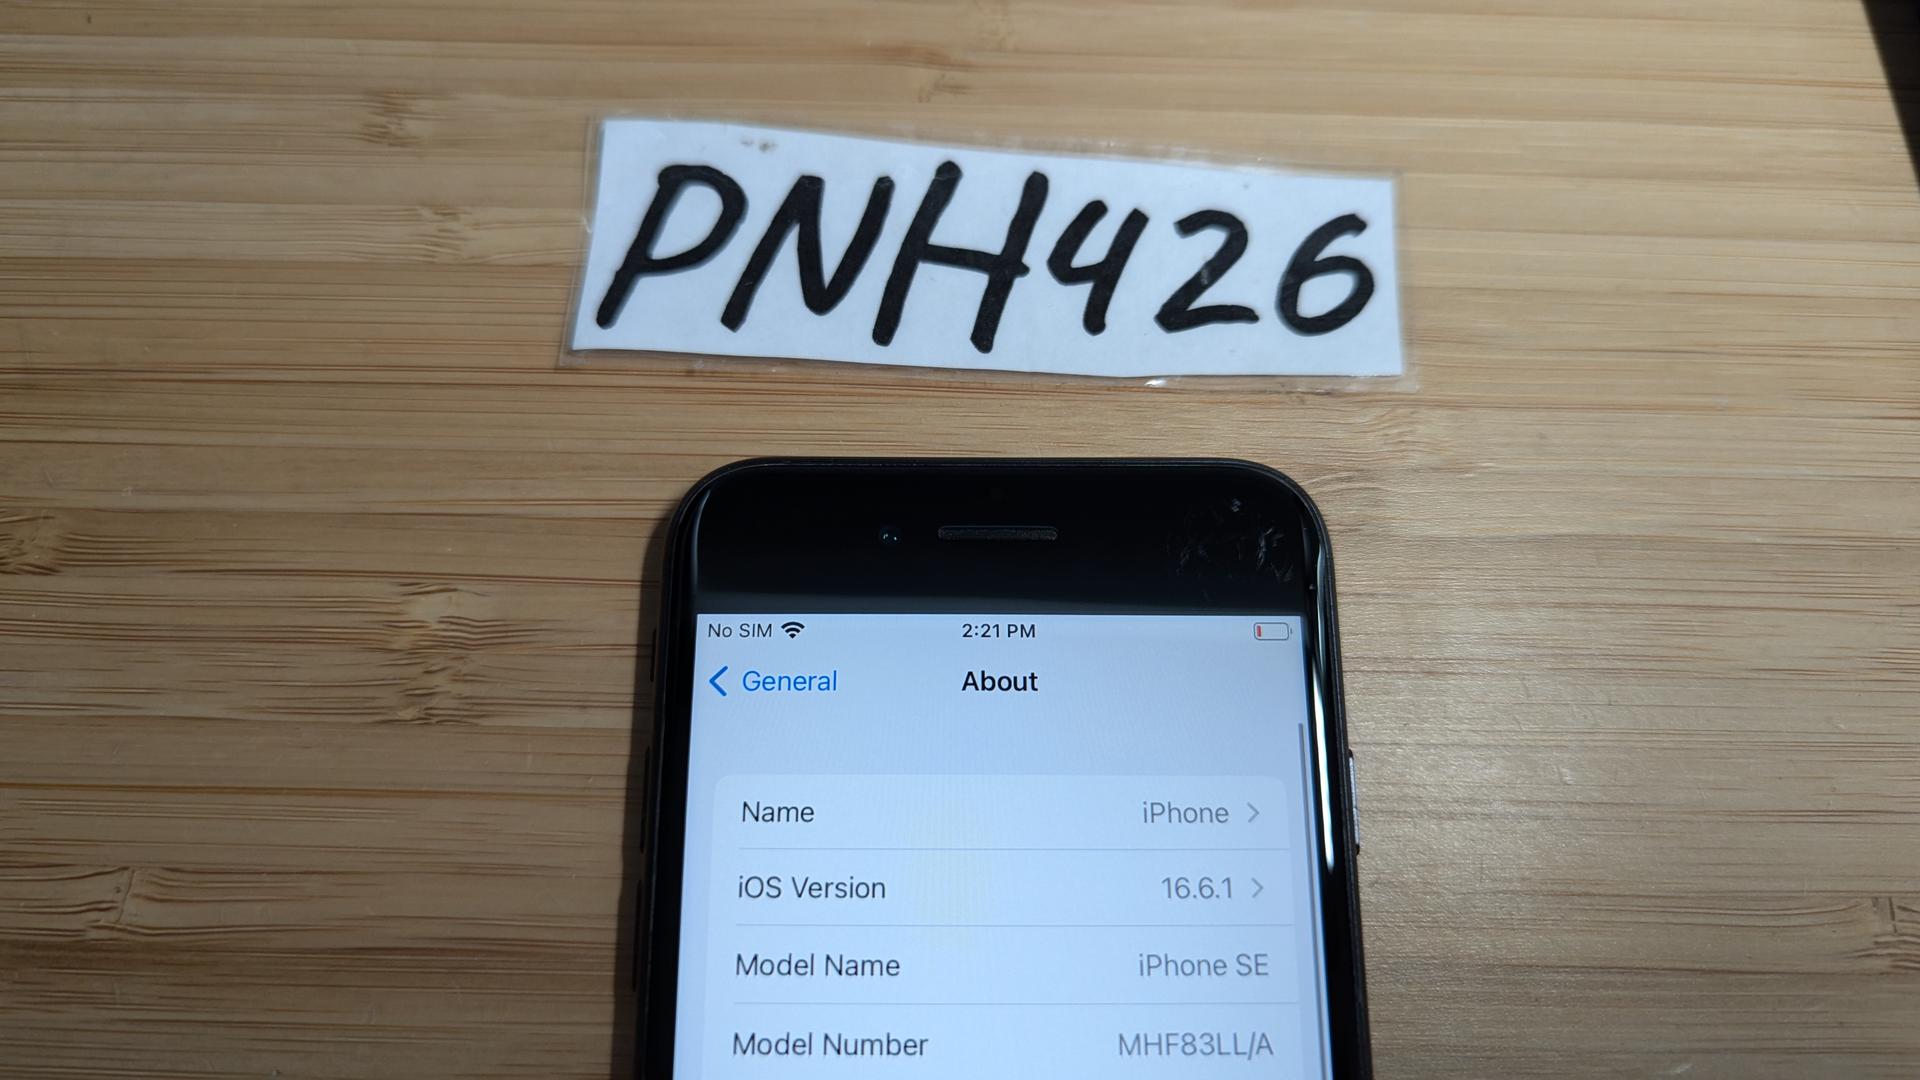 PNH426
No SIM 2:21 PM
General About
Name iPhone
iOS Version 16.6.1
Model Name iPhone SE
Model Number MHF83LL/A